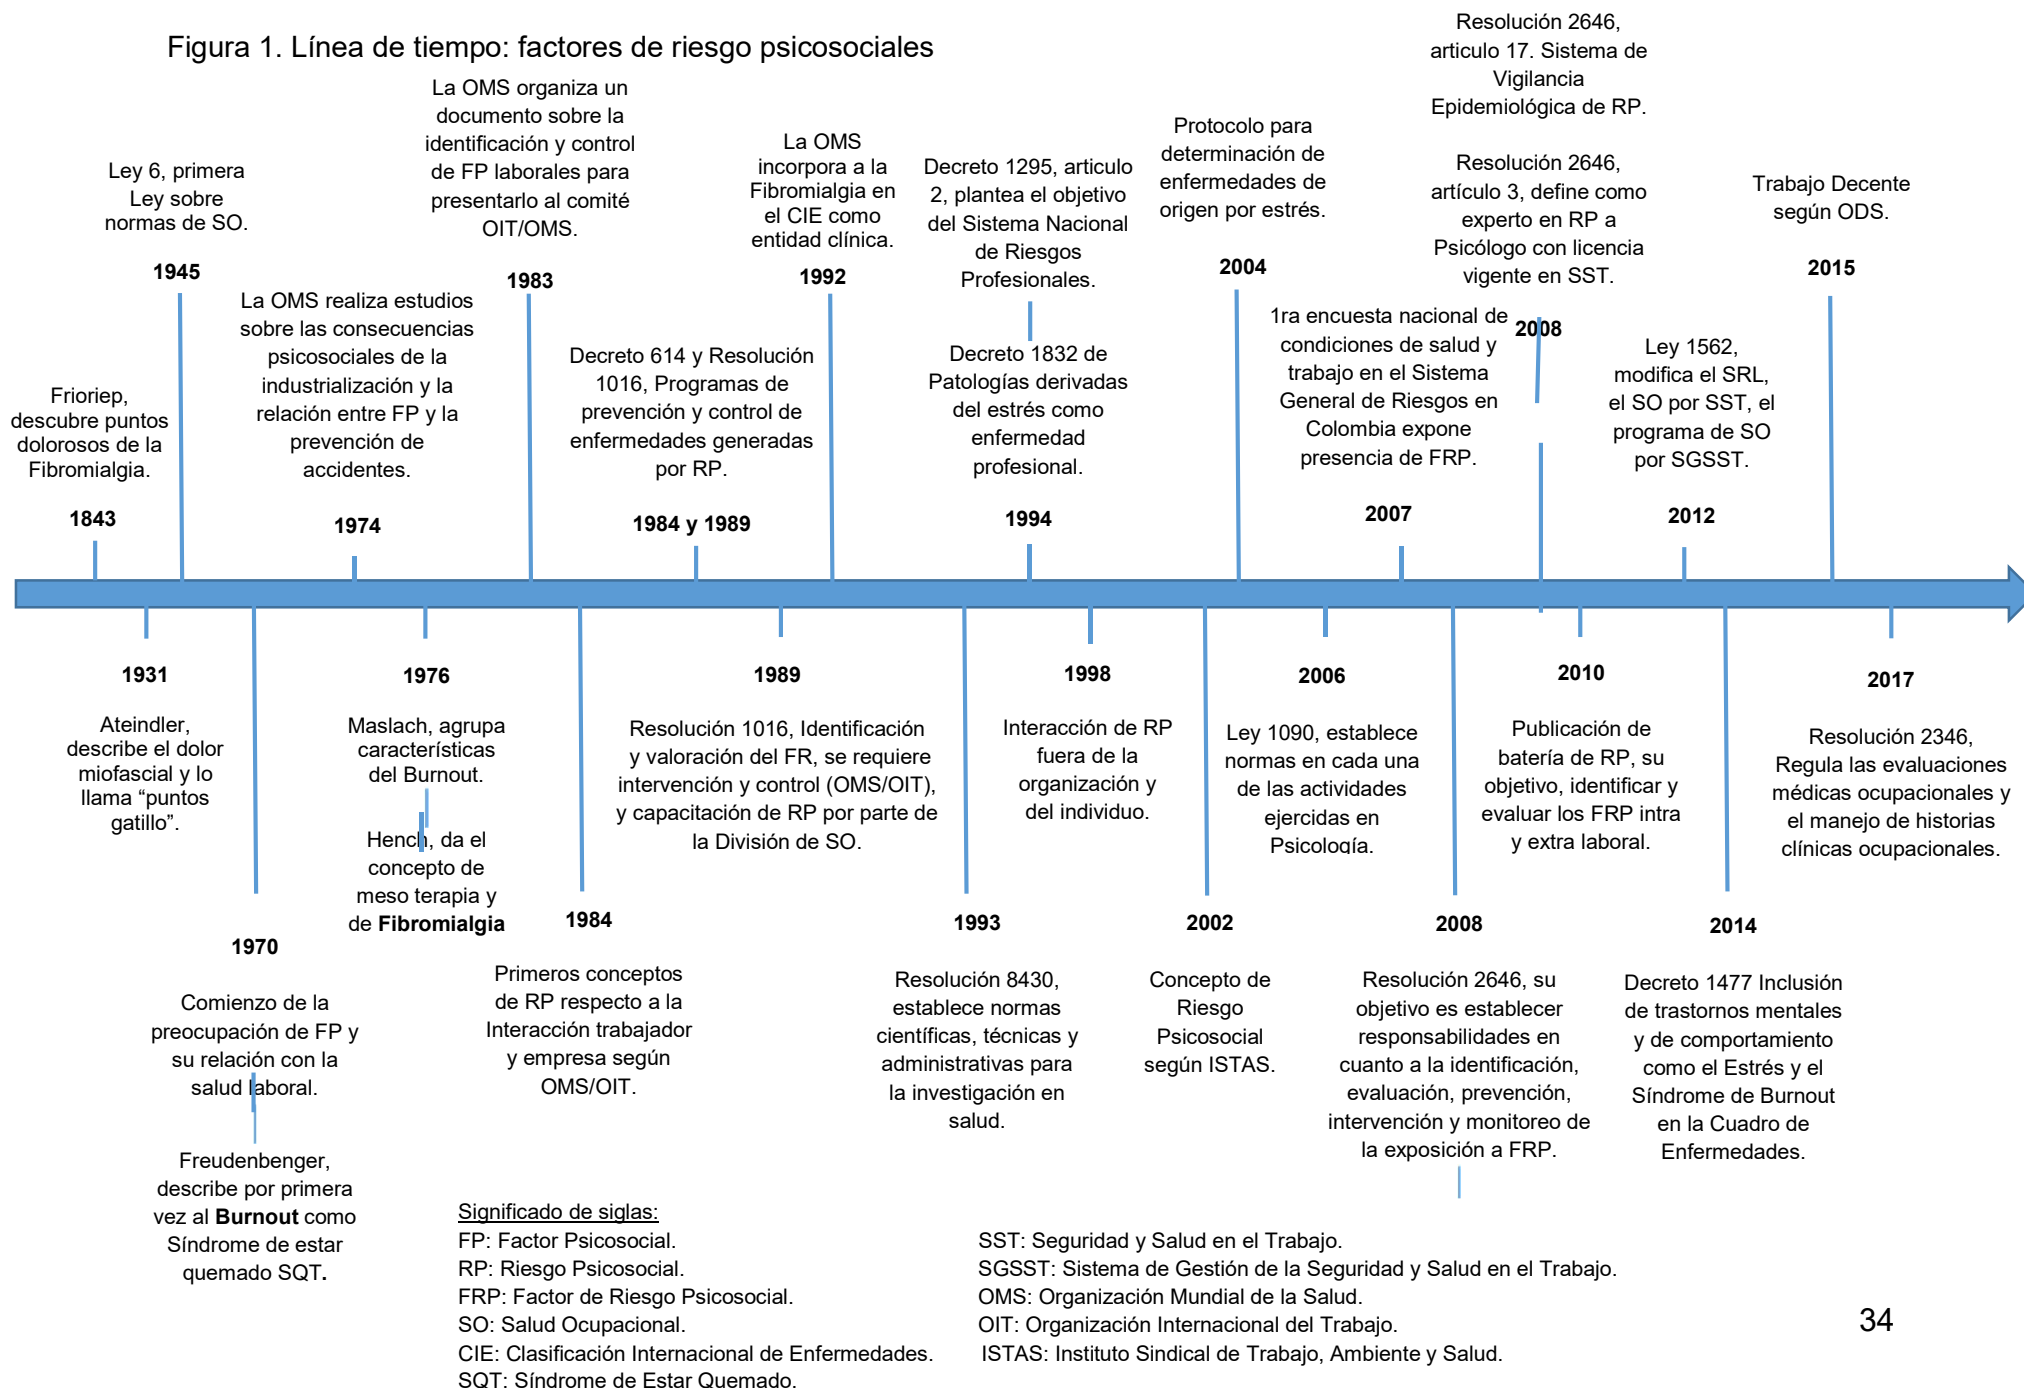 Figura 1. Línea de tiempo: factores de riesgo psicosociales
Frioriep,
descubre puntos
dolorosos de la
Fibromialgia.
1843
Ley 6, primera
Ley sobre
normas de SO.
1945
La OMS realiza estudios
sobre las consecuencias
psicosociales de la
industrialización y la
relación entre FP y la
prevención de
accidentes.
1974
La OMS organiza un
documento sobre la
identificación y control
de FP laborales para
presentarlo al comité
OIT/OMS.
1983
Decreto 614 y Resolución
1016, Programas de
prevención y control de
enfermedades generadas
por RP.
1984 y 1989
La OMS
incorpora a la
Fibromialgia en
el CIE como
entidad clínica.
1992
Decreto 1295, articulo
2, plantea el objetivo
del Sistema Nacional
de Riesgos
Profesionales.
Decreto 1832 de
Patologías derivadas
del estrés como
enfermedad
profesional.
1994
Protocolo para
determinación de
enfermedades de
origen por estrés.
2004
1ra encuesta nacional de
condiciones de salud y
trabajo en el Sistema
General de Riesgos en
Colombia expone
presencia de FRP.
2007
Resolución 2646,
articulo 17. Sistema de
Vigilancia
Epidemiológica de RP.
Resolución 2646,
artículo 3, define como
experto en RP a
Psicólogo con licencia
vigente en SST.
2008
Ley 1562,
modifica el SRL,
el SO por SST, el
programa de SO
por SGSST.
2012
Trabajo Decente
según ODS.
2015
1931
Ateindler,
describe el dolor
miofascial y lo
llama “puntos
gatillo”.
1970
Comienzo de la
preocupación de FP y
su relación con la
salud laboral.
Freudenbenger,
describe por primera
vez al Burnout como
Síndrome de estar
quemado SQT.
1976
Maslach, agrupa
características
del Burnout.
Hench, da el
concepto de
meso terapia y
de Fibromialgia
1984
Primeros conceptos
de RP respecto a la
Interacción trabajador
y empresa según
OMS/OIT.
1989
Resolución 1016, Identificación
y valoración del FR, se requiere
intervención y control (OMS/OIT),
y capacitación de RP por parte de
la División de SO.
1993
Resolución 8430,
establece normas
científicas, técnicas y
administrativas para
la investigación en
salud.
1998
Interacción de RP
fuera de la
organización y
del individuo.
2002
Concepto de
Riesgo
Psicosocial
según ISTAS.
2006
Ley 1090, establece
normas en cada una
de las actividades
ejercidas en
Psicología.
2008
Resolución 2646, su
objetivo es establecer
responsabilidades en
cuanto a la identificación,
evaluación, prevención,
intervención y monitoreo de
la exposición a FRP.
2010
Publicación de
batería de RP, su
objetivo, identificar y
evaluar los FRP intra
y extra laboral.
2014
Decreto 1477 Inclusión
de trastornos mentales
y de comportamiento
como el Estrés y el
Síndrome de Burnout
en la Cuadro de
Enfermedades.
2017
Resolución 2346,
Regula las evaluaciones
médicas ocupacionales y
el manejo de historias
clínicas ocupacionales.
Significado de siglas:
FP: Factor Psicosocial.
RP: Riesgo Psicosocial.
FRP: Factor de Riesgo Psicosocial.
SO: Salud Ocupacional.
CIE: Clasificación Internacional de Enfermedades.
SQT: Síndrome de Estar Quemado.
SST: Seguridad y Salud en el Trabajo.
SGSST: Sistema de Gestión de la Seguridad y Salud en el Trabajo.
OMS: Organización Mundial de la Salud.
OIT: Organización Internacional del Trabajo.
ISTAS: Instituto Sindical de Trabajo, Ambiente y Salud.
34